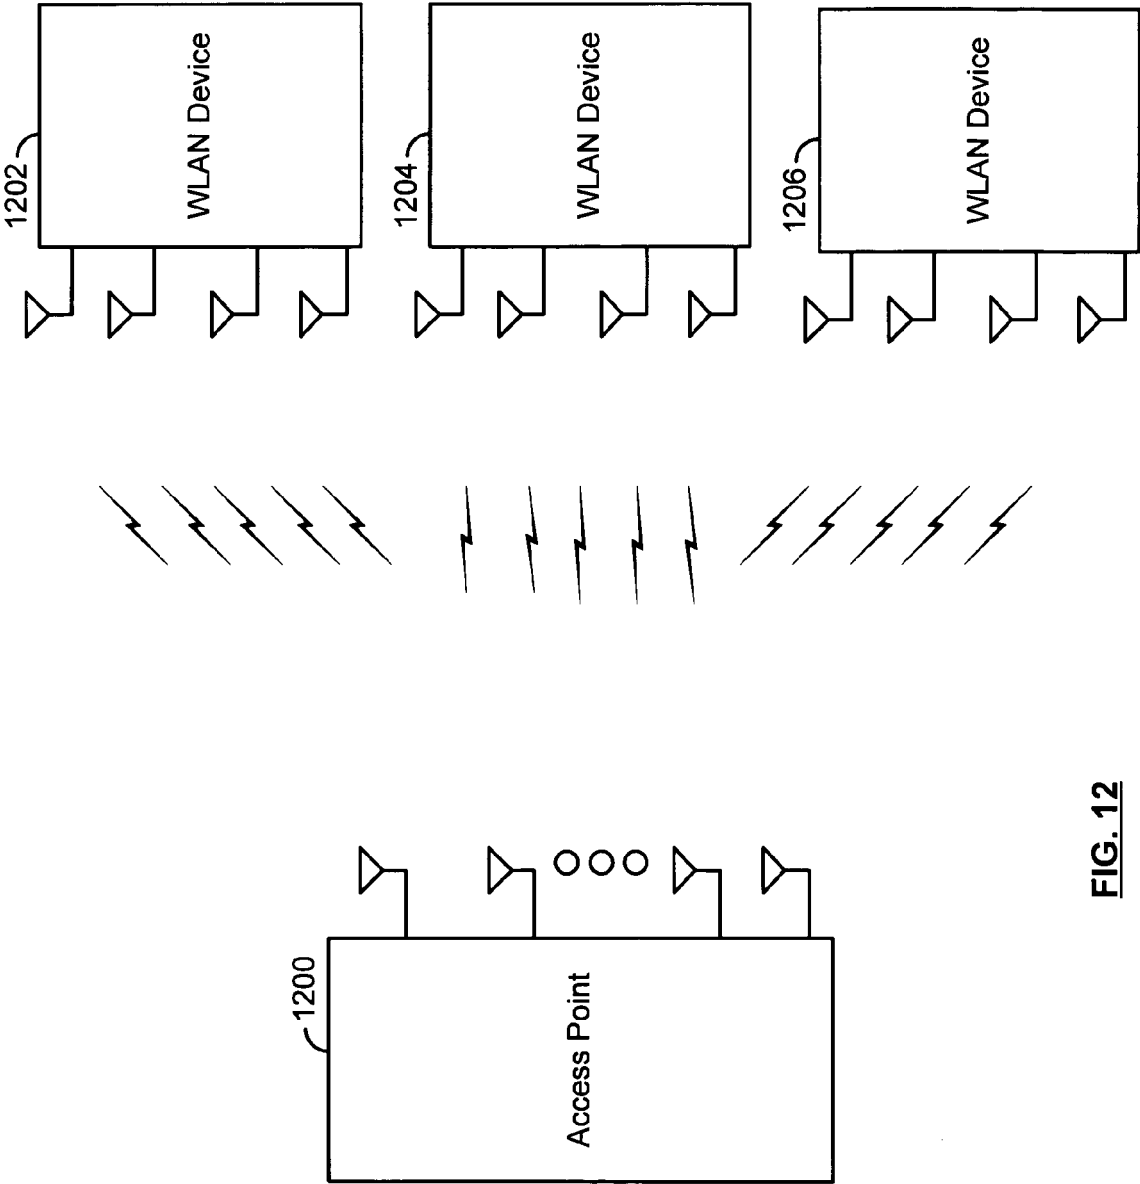 1202
WLAN Device
1204
WLAN Device
1206
WLAN Device
1200
Access Point
FIG. 12